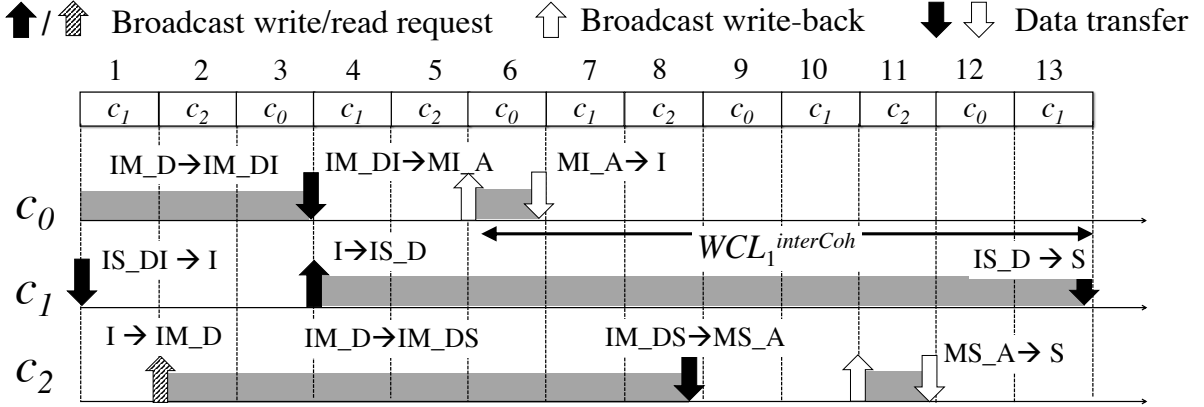 / Broadcast write/read request Broadcast write-back Data transfer
1 2 3 4 5 6 7 8 9 10 11 12 13
c1 c2 c0 c1 c2 c0 c1 c2 c0 c1 c2 c0 c1
IM_D→IM_DI IM_DI→MI_A MI_A→ I
c0
WCL1^interCoh
IS_DI → I I→IS_D IS_D → S
c1
I → IM_D IM_D→IM_DS IM_DS→MS_A MS_A→ S
c2